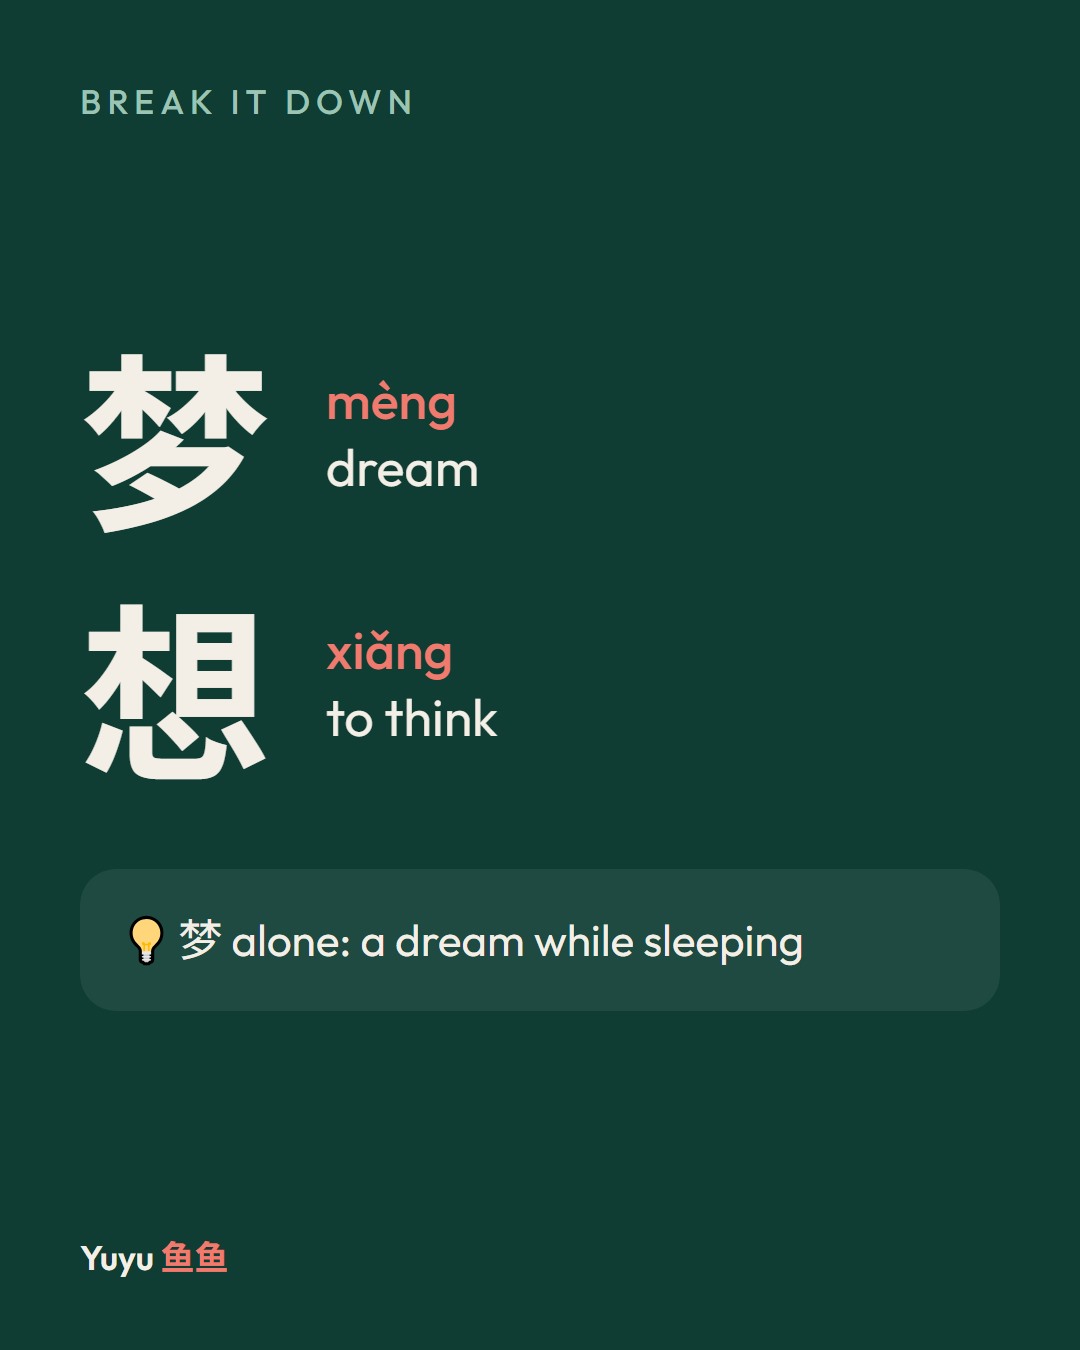 BREAK IT DOWN
梦
mèng
dream
想
xiǎng
to think
💡 梦 alone: a dream while sleeping
Yuyu 鱼鱼